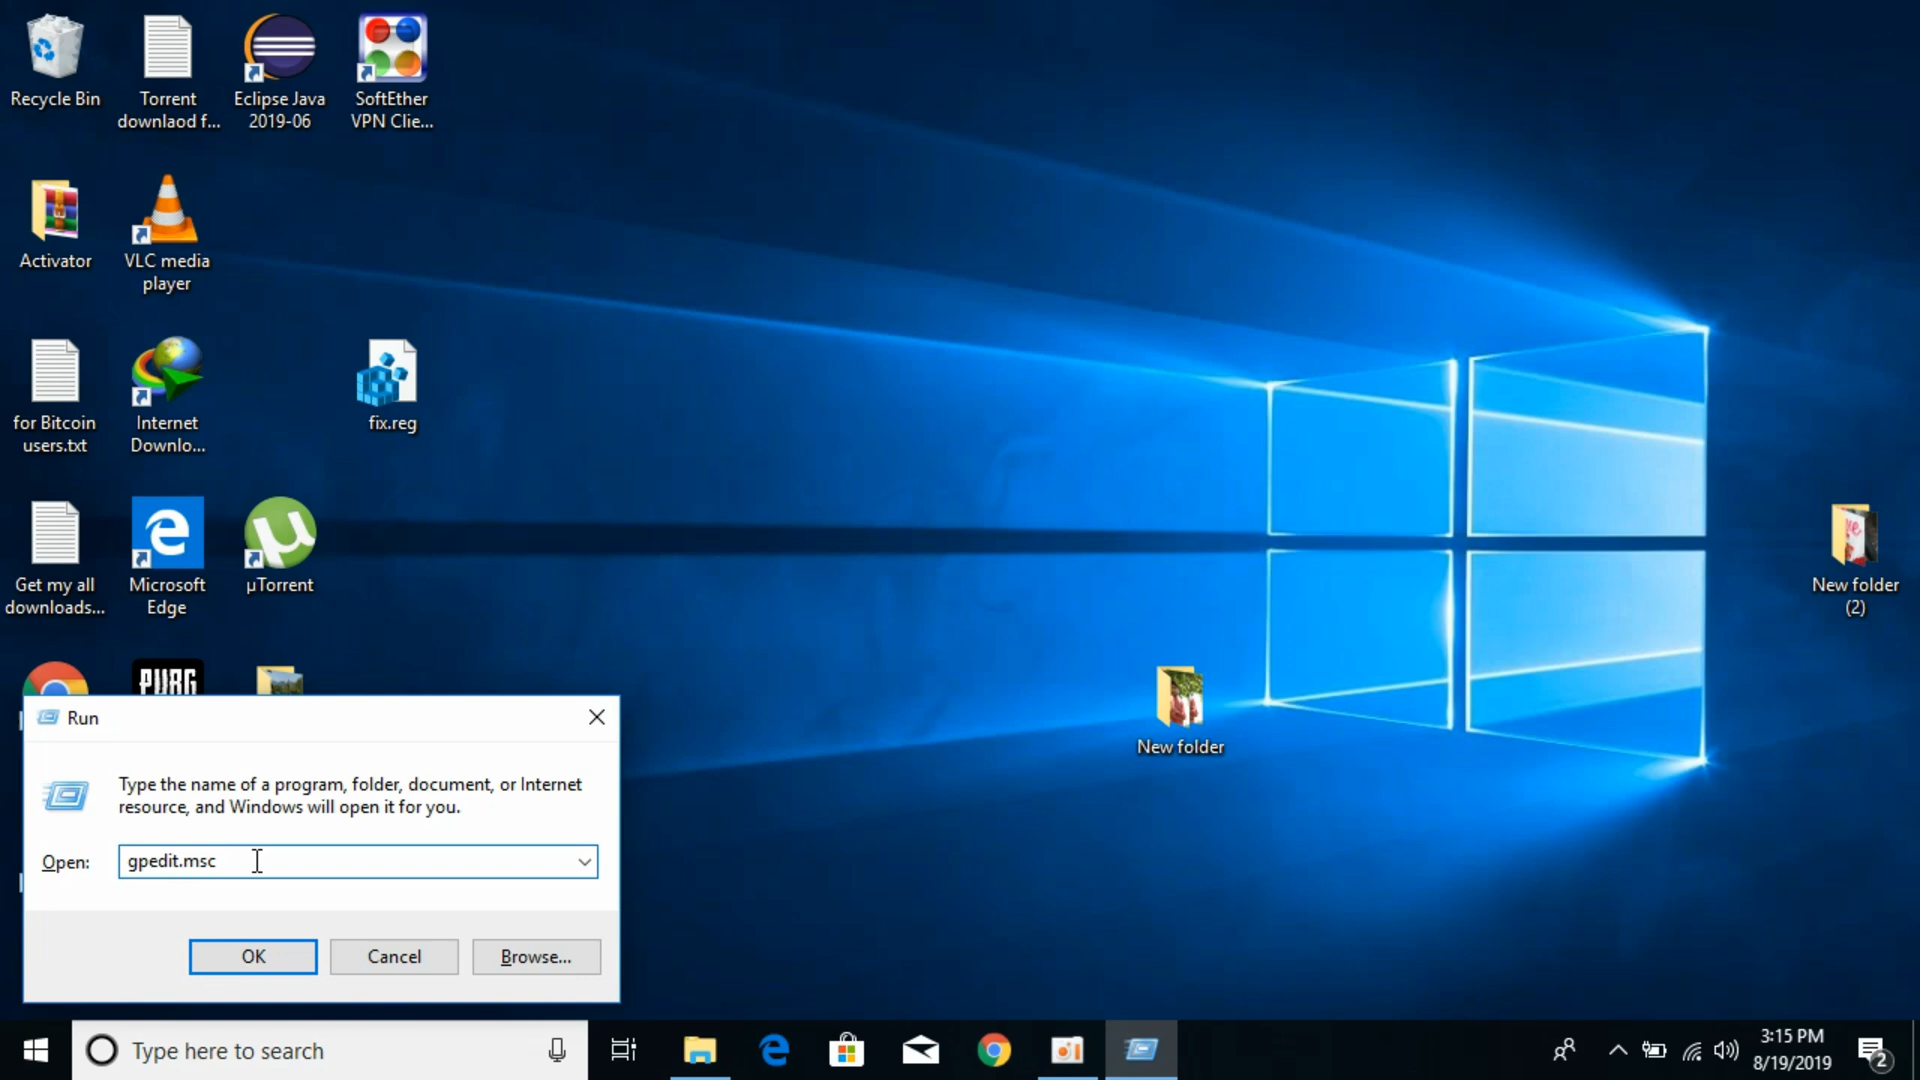 Recycle Bin
Torrent
downlaod f...
Eclipse Java
2019-06
SoftEther
VPN Clie...
Activator
VLC media
player
for Bitcoin
users.txt
Internet
Downlo...
fix.reg
Get my all
downloads...
Microsoft
Edge
µTorrent
New folder
(2)
PUBG
New folder
Run
Type the name of a program, folder, document, or Internet
resource, and Windows will open it for you.
Open:
gpedit.msc
OK
Cancel
Browse...
Type here to search
3:15 PM
8/19/2019
2